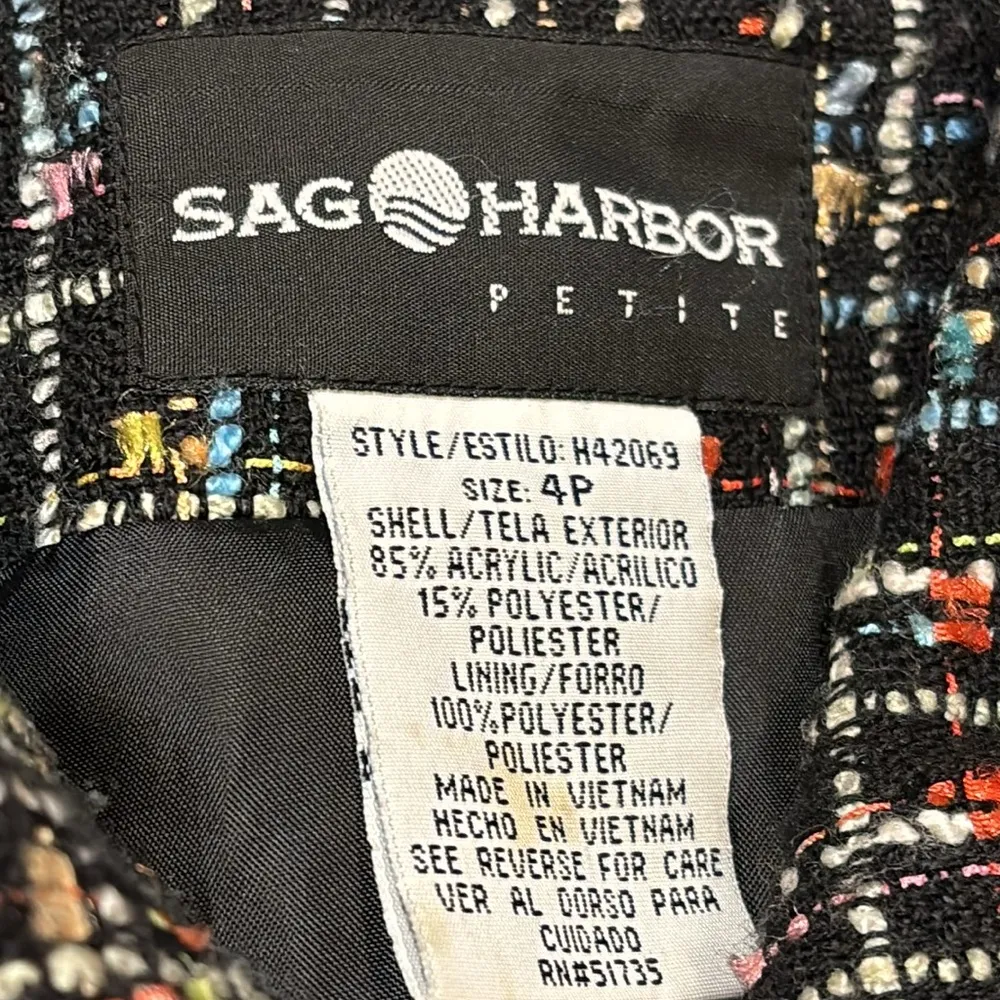 SAG HARBOR
PETITE
STYLE/ESTILO: H42069
SIZE: 4P
SHELL/TELA EXTERIOR
85% ACRYLIC/ACRILICO
15% POLYESTER/
POLIESTER
LINING/FORRO
100%POLYESTER/
POLIESTER
MADE IN VIETNAM
HECHO EN VIETNAM
SEE REVERSE FOR CARE
VER AL DORSO PARA
CUIDADO
RN#51735